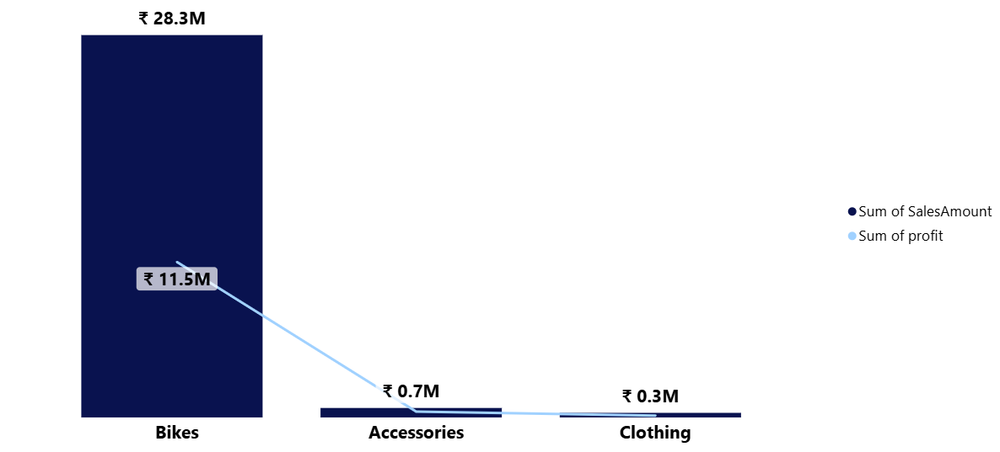 ₹ 28.3M
Sum of SalesAmount
Sum of profit
₹ 11.5M
₹ 0.7M
₹ 0.3M
Bikes
Accessories
Clothing